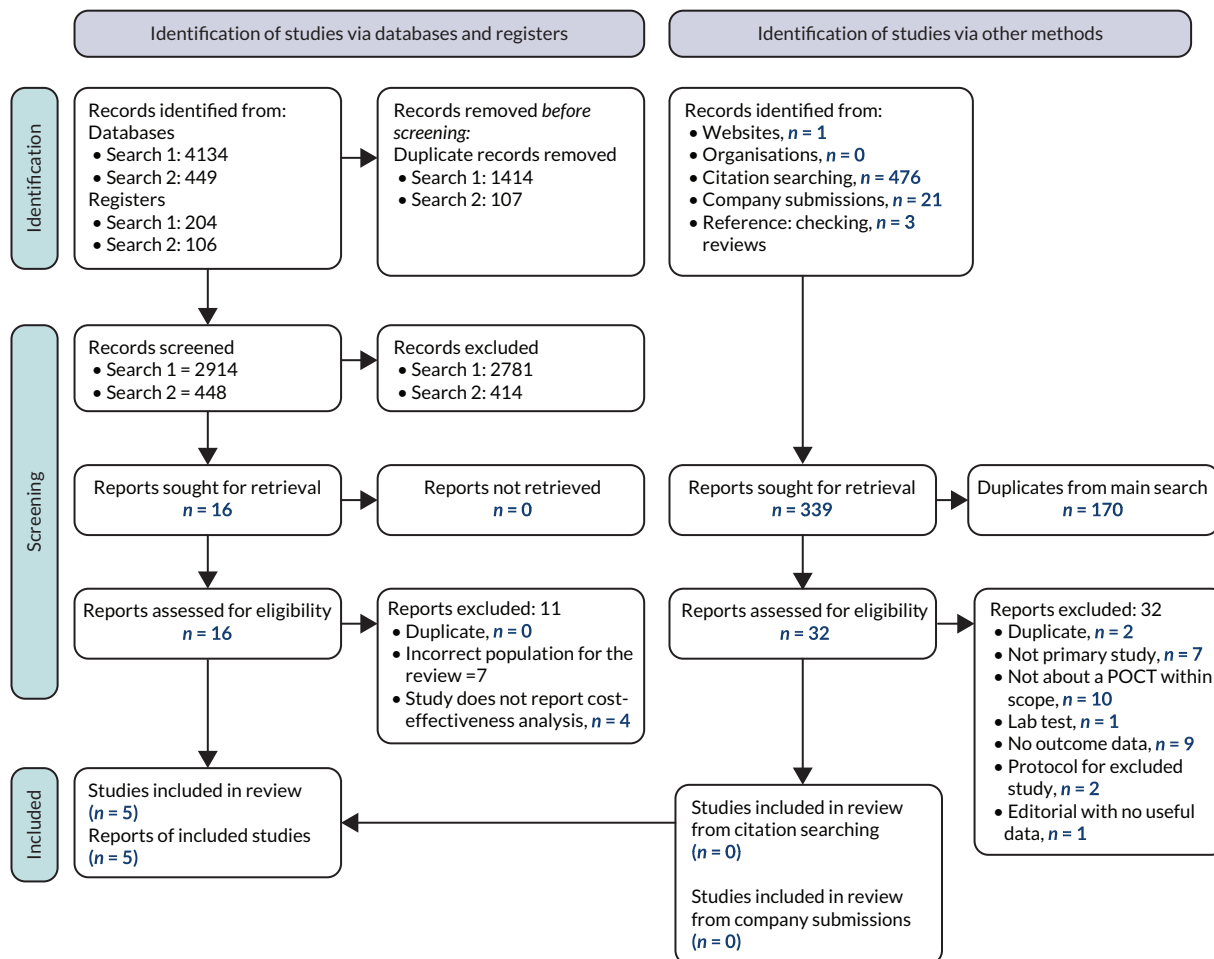 Identification of studies via databases and registers
Identification of studies via other methods
Identification
Records identified from:
Databases
• Search 1: 4134
• Search 2: 449
Registers
• Search 1: 204
• Search 2: 106
Records removed before
screening:
Duplicate records removed
• Search 1: 1414
• Search 2: 107
Records identified from:
• Websites, n = 1
• Organisations, n = 0
• Citation searching, n = 476
• Company submissions, n = 21
• Reference: checking, n = 3
reviews
Screening
Records screened
• Search 1 = 2914
• Search 2 = 448
Records excluded
• Search 1: 2781
• Search 2: 414
Reports sought for retrieval
n = 16
Reports not retrieved
n = 0
Reports sought for retrieval
n = 339
Duplicates from main search
n = 170
Reports assessed for eligibility
n = 16
Reports excluded: 11
• Duplicate, n = 0
• Incorrect population for the
review =7
• Study does not report cost-
effectiveness analysis, n = 4
Reports assessed for eligibility
n = 32
Reports excluded: 32
• Duplicate, n = 2
• Not primary study, n = 7
• Not about a POCT within
scope, n = 10
• Lab test, n = 1
• No outcome data, n = 9
• Protocol for excluded
study, n = 2
• Editorial with no useful
data, n = 1
Included
Studies included in review
(n = 5)
Reports of included studies
(n = 5)
Studies included in review
from citation searching
(n = 0)
Studies included in review
from company submissions
(n = 0)